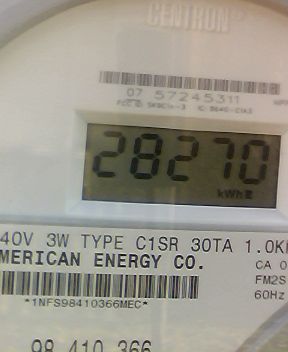 CENTRON
07 57245311
28270
kWh
40V 3W TYPE C1SR 30TA 1.0K
MERICAN ENERGY CO.
CA 0
FM2S
60Hz
*1NFS98410366MEC*
98 410 366